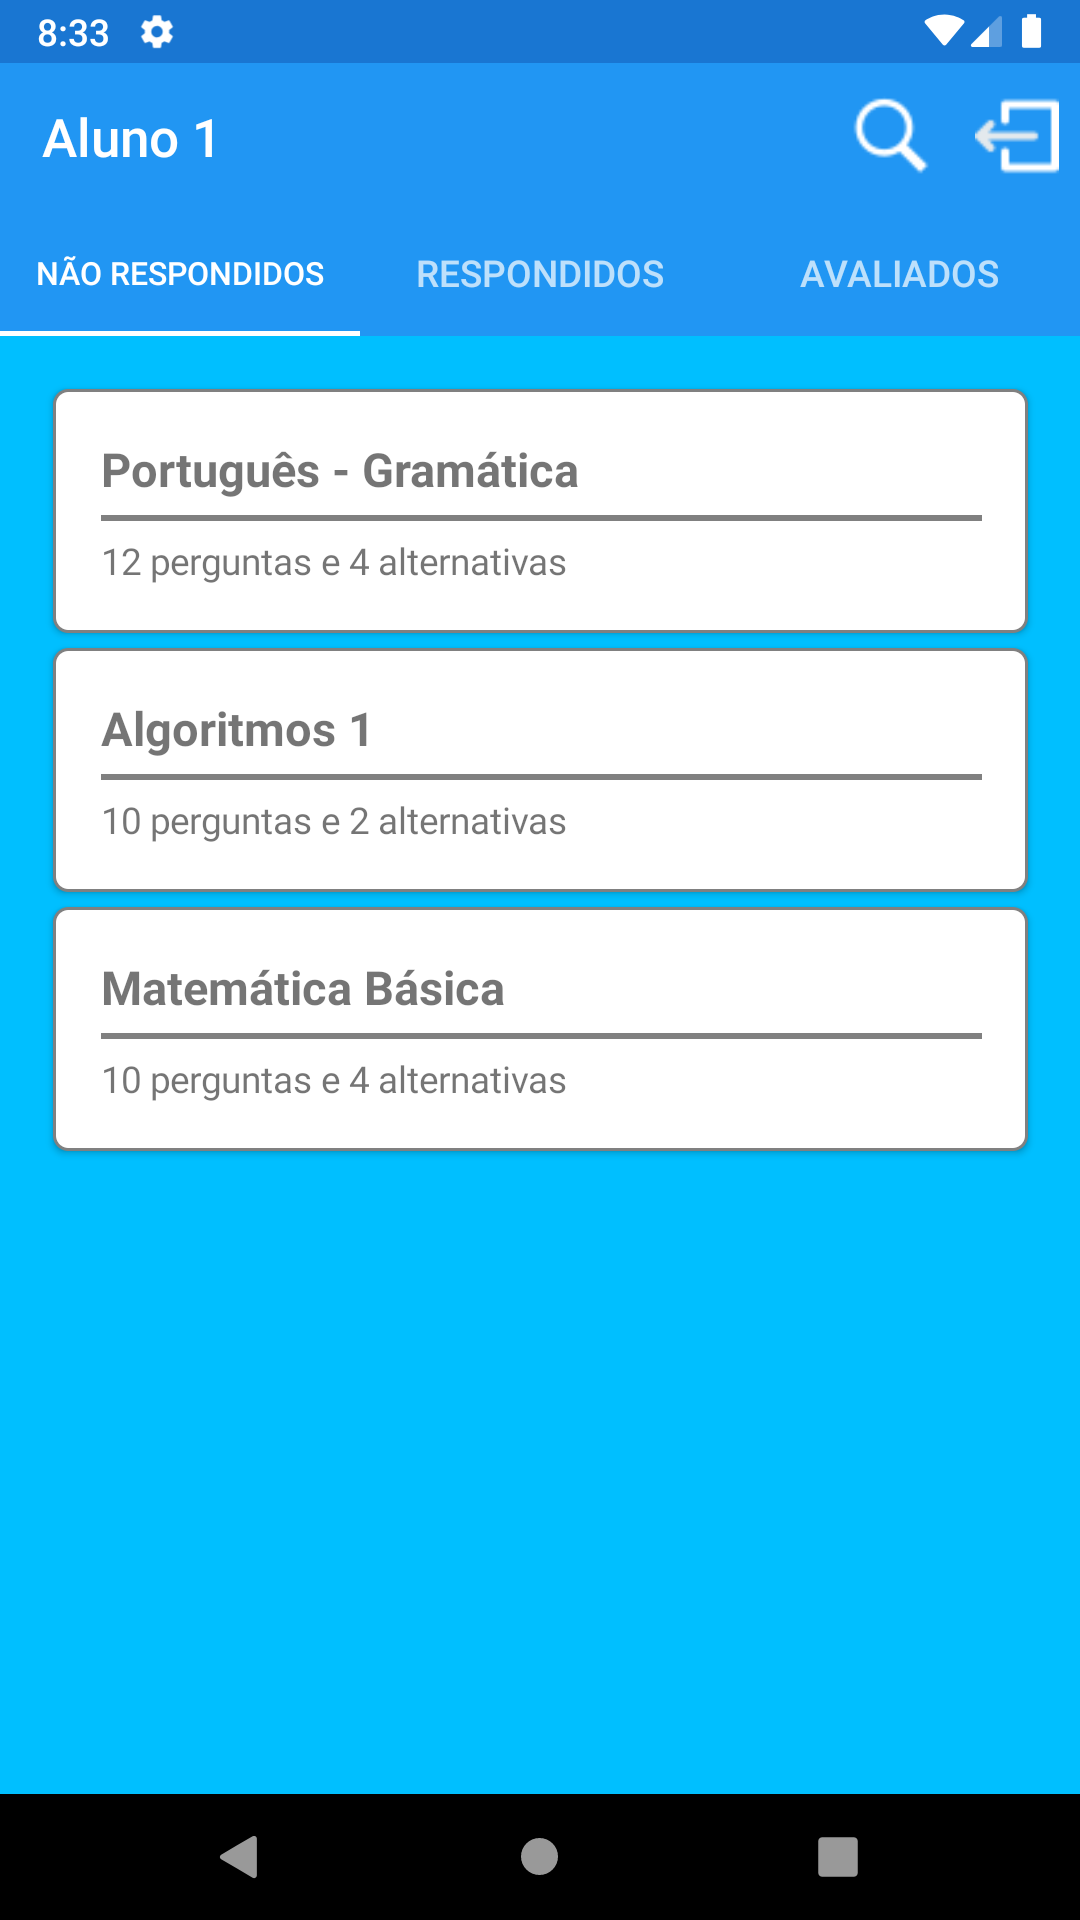 8:33
Aluno 1
NÃO RESPONDIDOS
RESPONDIDOS
AVALIADOS
Português - Gramática
12 perguntas e 4 alternativas
Algoritmos 1
10 perguntas e 2 alternativas
Matemática Básica
10 perguntas e 4 alternativas